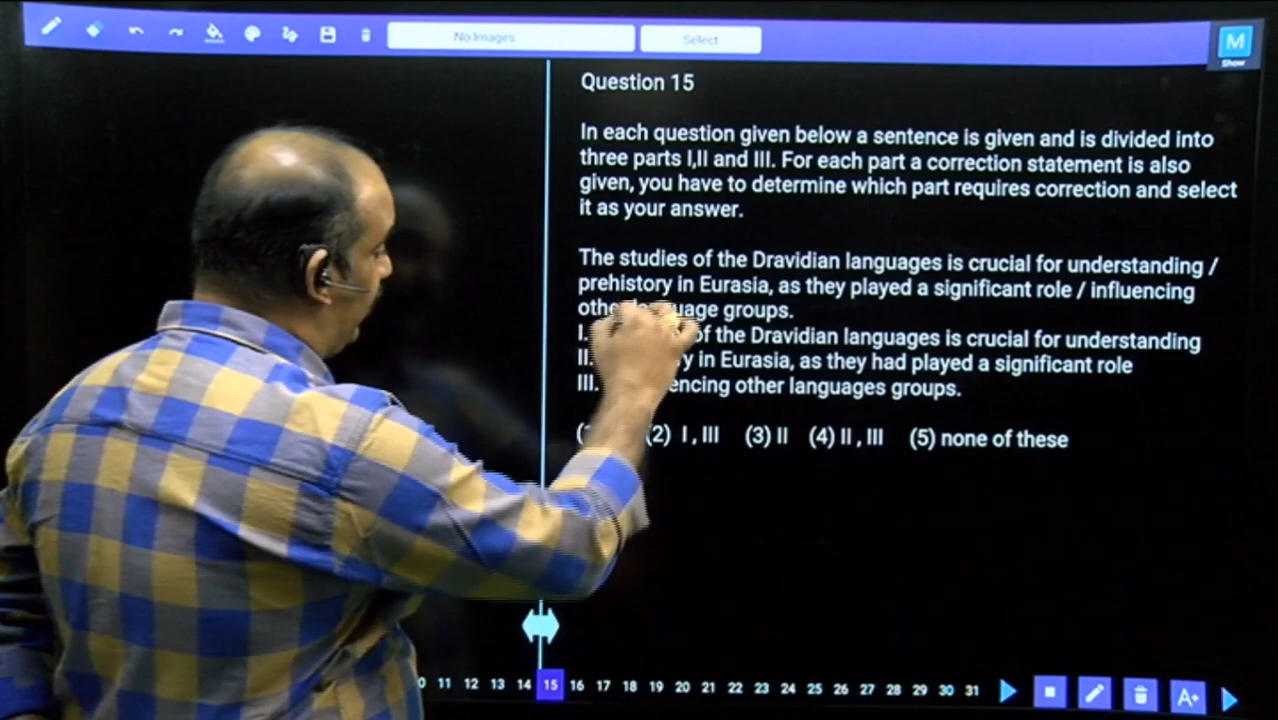 No Images
Select
M
Show
Question 15
In each question given below a sentence is given and is divided into
three parts I,II and III. For each part a correction statement is also
given, you have to determine which part requires correction and select
it as your answer.
The studies of the Dravidian languages is crucial for understanding /
prehistory in Eurasia, as they played a significant role / influencing
groups.
I. of the Dravidian languages is crucial for understanding
II. in Eurasia, as they had played a significant role
III. other languages groups.
(2) I , III (3) II (4) II , III (5) none of these
11 12 13 14 15 16 17 18 19 20 21 22 23 24 25 26 27 28 29 30 31
A+